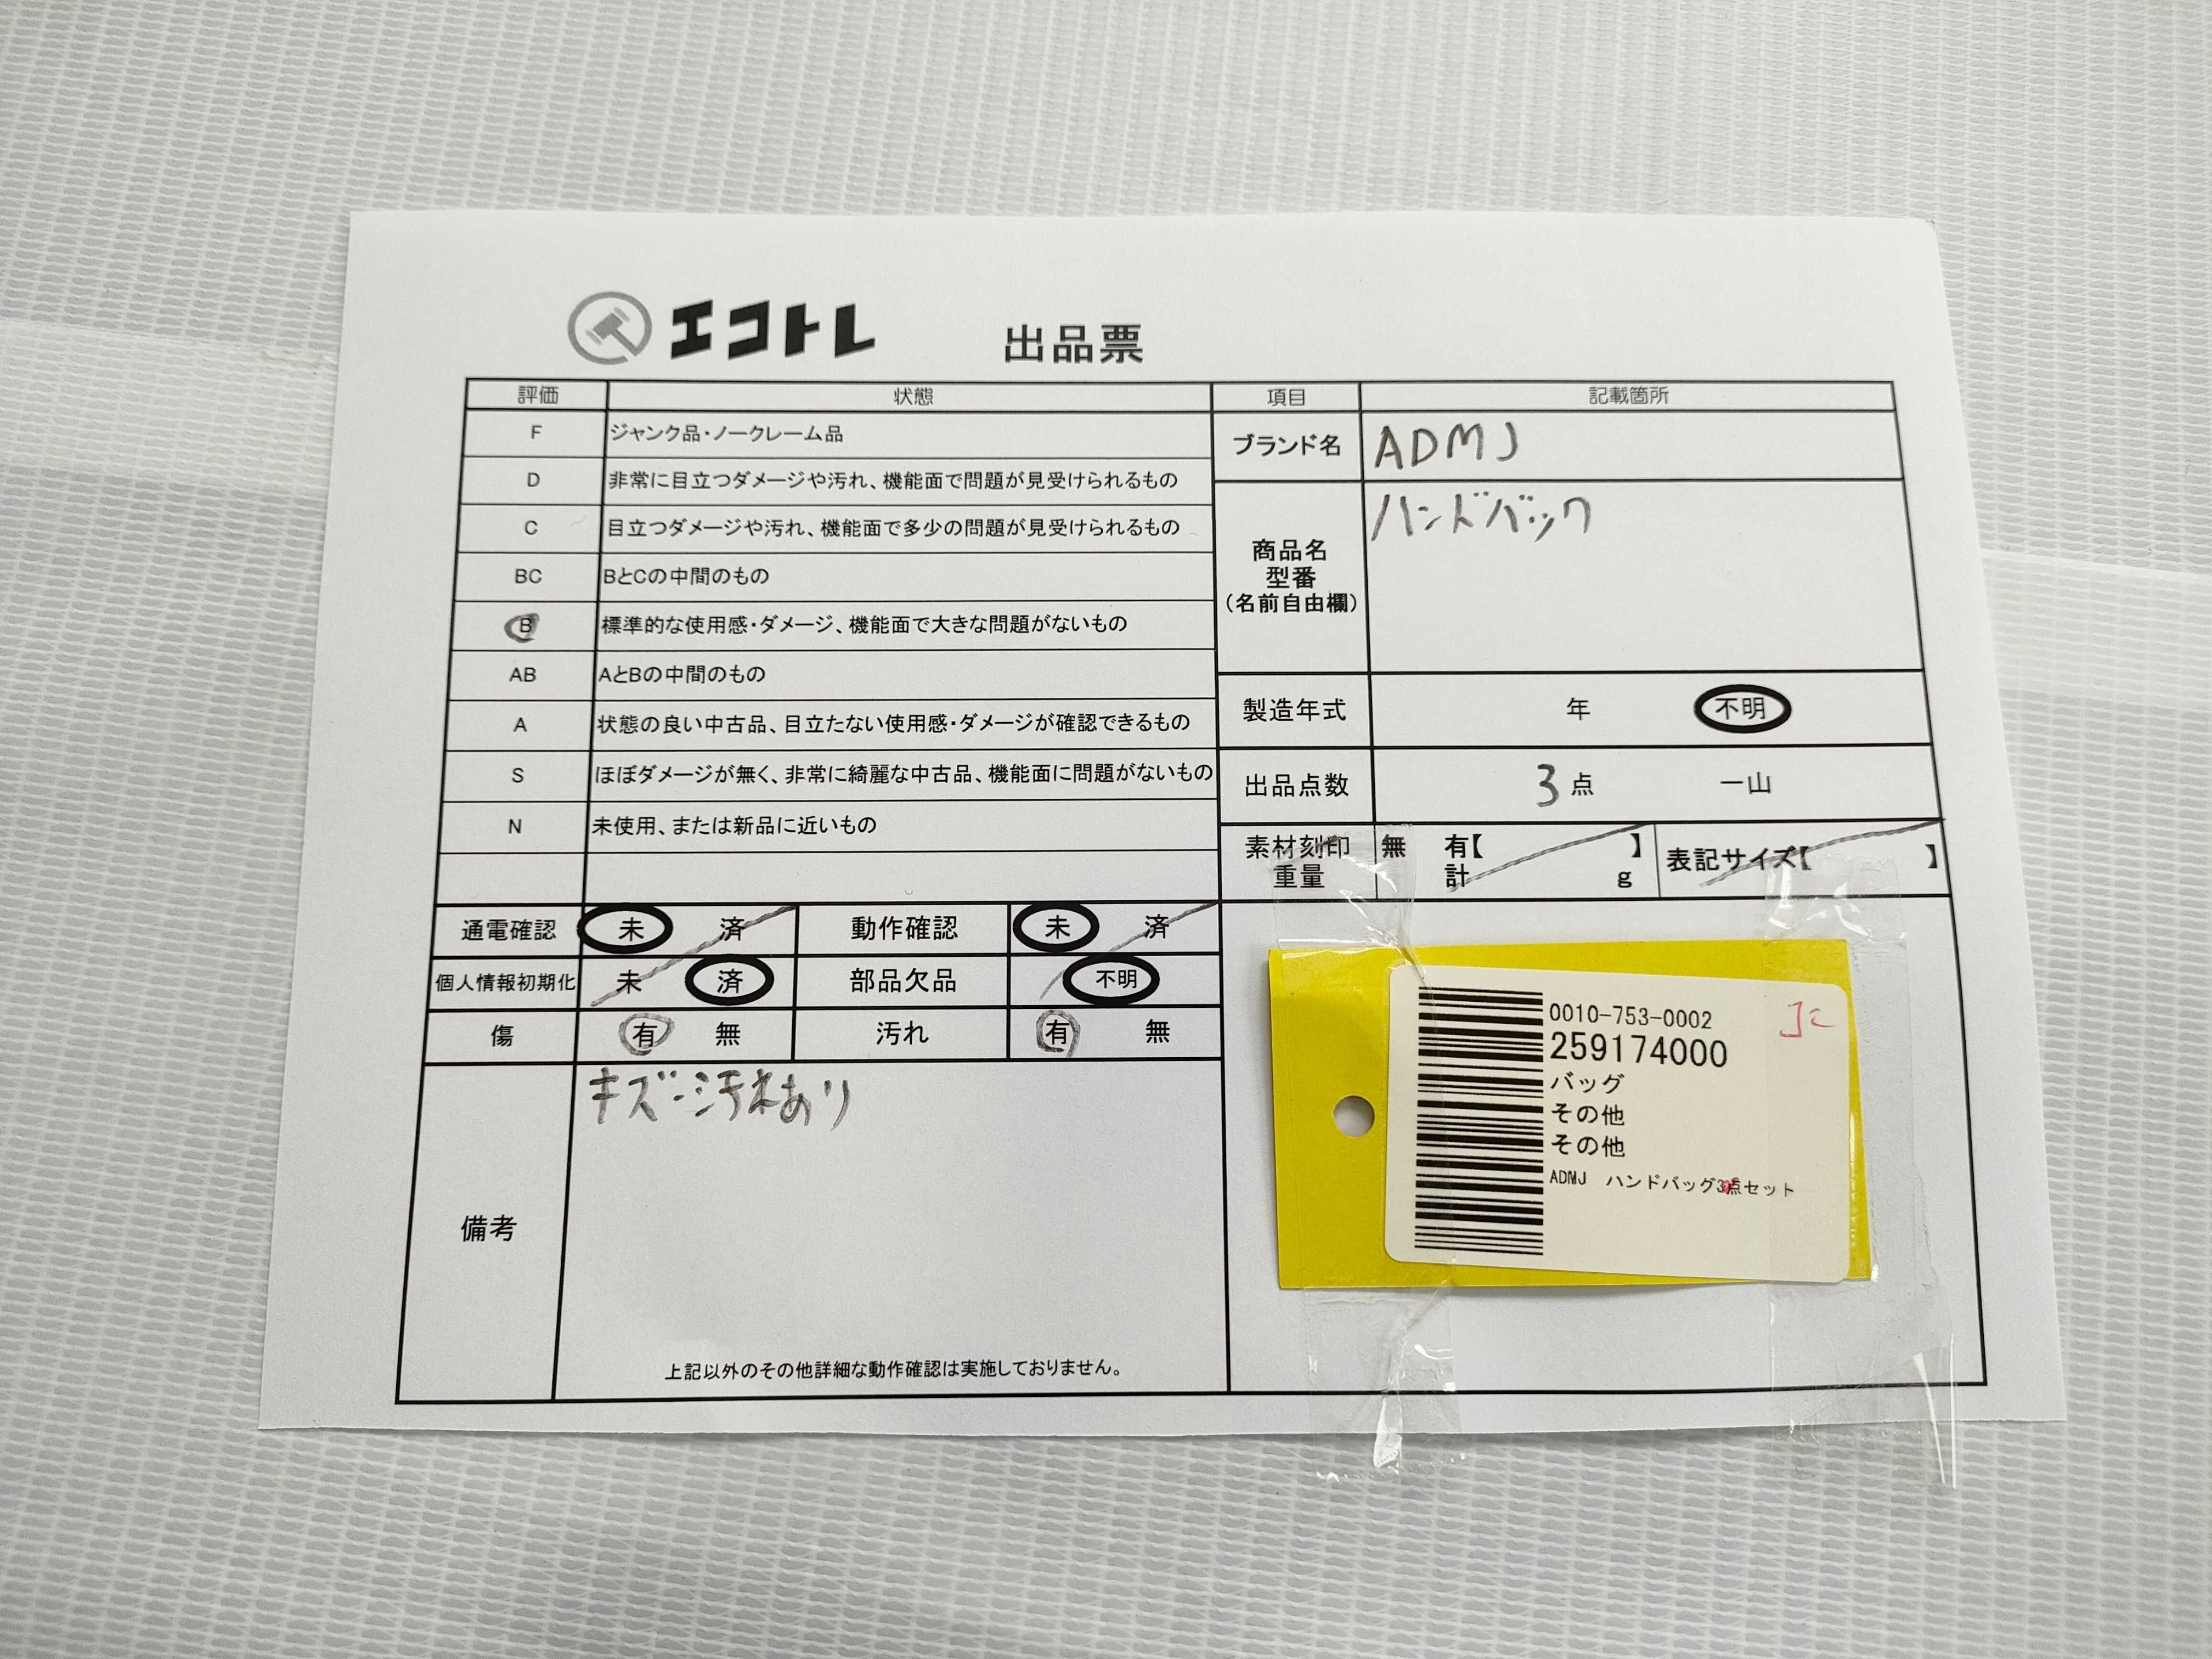 エコトレ 出品票
評価 状態
F ジャンク品・ノークレーム品
D 非常に目立つダメージや汚れ、機能面で問題が見受けられるもの
C 目立つダメージや汚れ、機能面で多少の問題が見受けられるもの
BC BとCの中間のもの
B 標準的な使用感・ダメージ、機能面で大きな問題がないもの
AB AとBの中間のもの
A 状態の良い中古品、目立たない使用感・ダメージが確認できるもの
S ほぼダメージが無く、非常に綺麗な中古品、機能面に問題がないもの
N 未使用、または新品に近いもの
通電確認 未 済 動作確認 未 済
個人情報初期化 未 済 部品欠品 不明
傷 有 無 汚れ 有 無
備考 キズ・汚れあり
上記以外のその他詳細な動作確認は実施しておりません。
項目 記載箇所
ブランド名 ADMJ
商品名
型番
(名前自由欄)
ハンドバック
製造年式 年 不明
出品点数 3点 一山
素材刻印 無 有【 】 表記サイズ【 】
重量 計 g
0010-753-0002
259174000
バッグ
その他
その他
ADMJ ハンドバッグ3点セット